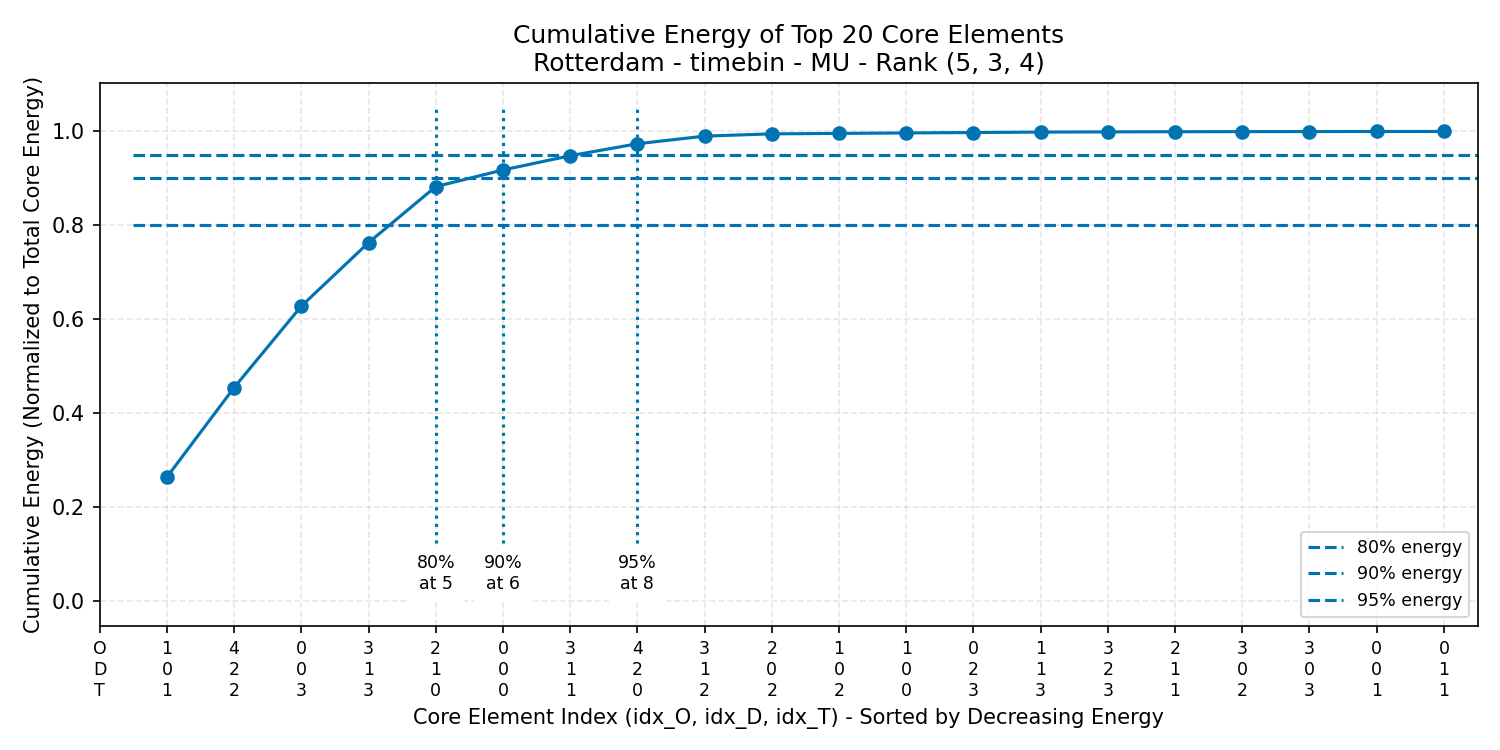 Cumulative Energy of Top 20 Core Elements
Rotterdam - timebin - MU - Rank (5, 3, 4)
Cumulative Energy (Normalized to Total Core Energy)
1.0
0.8
0.6
0.4
0.2
0.0
80% at 5
90% at 6
95% at 8
80% energy
90% energy
95% energy
O 1 4 0 3 2 0 3 4 3 2 1 1 0 1 3 2 3 3 0 0
D 0 2 0 1 1 0 1 2 1 0 0 0 2 1 2 1 0 0 0 1
T 1 2 3 3 0 0 1 0 2 2 2 0 3 3 3 1 2 3 1 1
Core Element Index (idx_O, idx_D, idx_T) - Sorted by Decreasing Energy